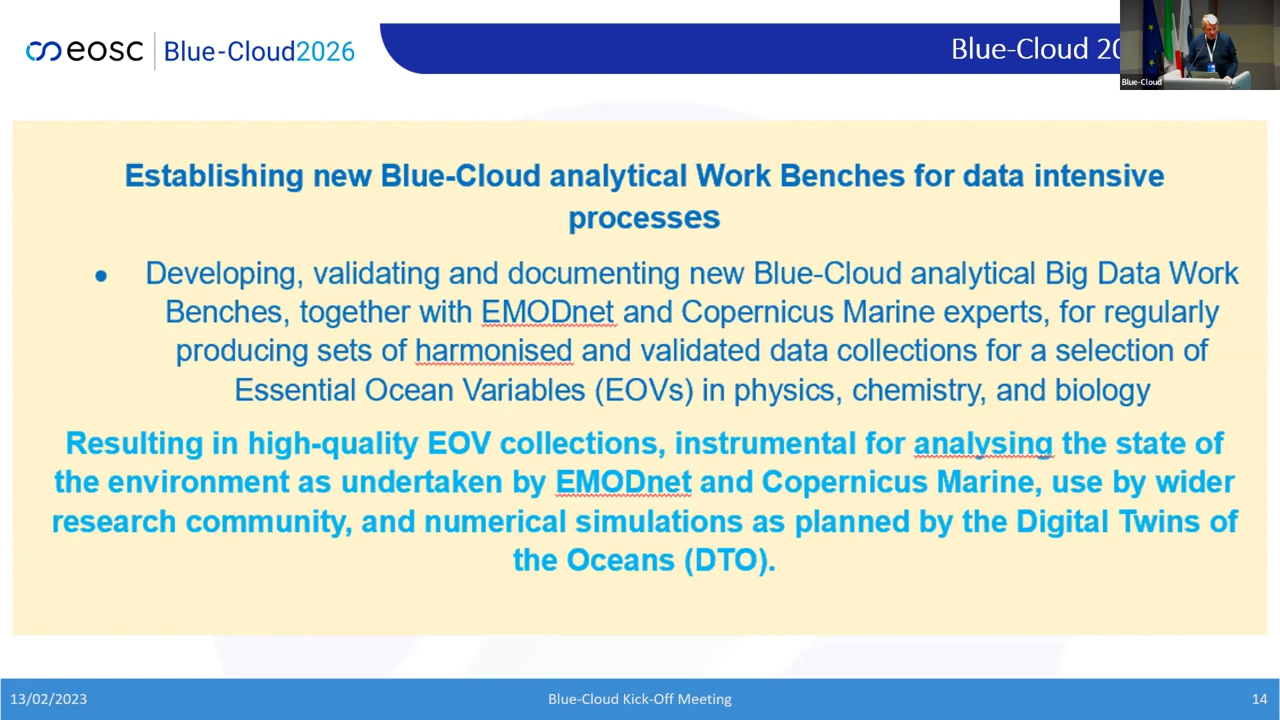 eosc Blue-Cloud2026
Blue-Cloud 20
Blue-Cloud
Establishing new Blue-Cloud analytical Work Benches for data intensive
processes
• Developing, validating and documenting new Blue-Cloud analytical Big Data Work
Benches, together with EMODnet and Copernicus Marine experts, for regularly
producing sets of harmonised and validated data collections for a selection of
Essential Ocean Variables (EOVs) in physics, chemistry, and biology
Resulting in high-quality EOV collections, instrumental for analysing the state of
the environment as undertaken by EMODnet and Copernicus Marine, use by wider
research community, and numerical simulations as planned by the Digital Twins of
the Oceans (DTO).
13/02/2023
Blue-Cloud Kick-Off Meeting
14